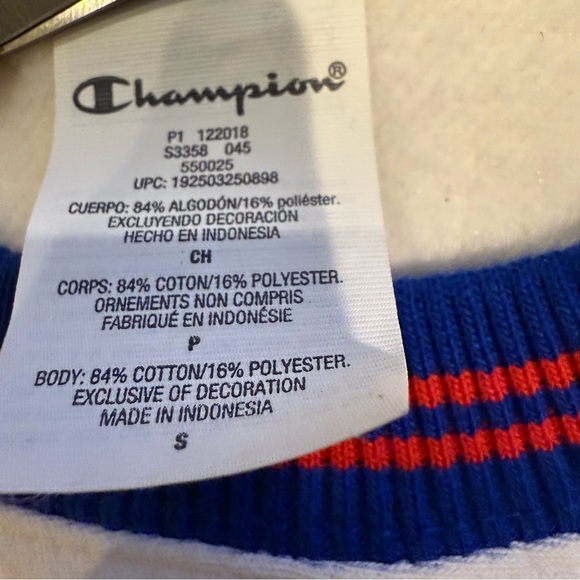 Champion®
P1 122018
S3358 045
550025
UPC: 192503250898
CUERPO: 84% ALGODÓN/16% poliéster.
EXCLUYENDO DECORACIÓN
HECHO EN INDONESIA
CH
CORPS: 84% COTON/16% POLYESTER.
ORNEMENTS NON COMPRIS
FABRIQUÉ EN INDONÉSIE
P
BODY: 84% COTTON/16% POLYESTER.
EXCLUSIVE OF DECORATION
MADE IN INDONESIA
S